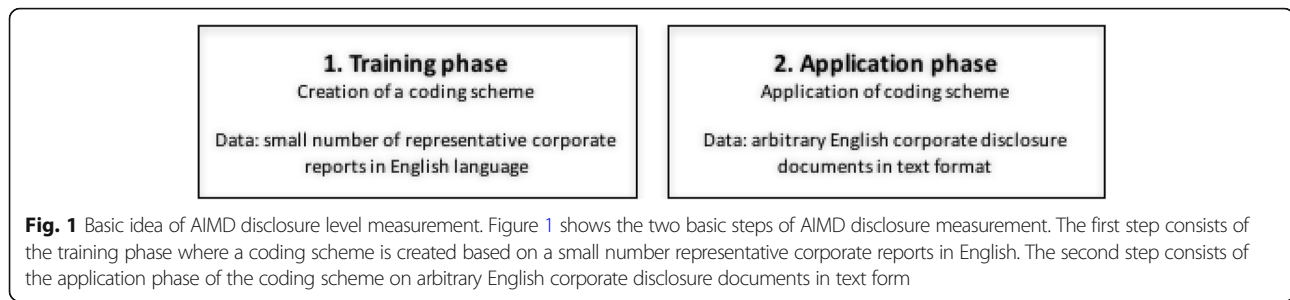 1. Training phase
Creation of a coding scheme
Data: small number of representative corporate
reports in English language
2. Application phase
Application of coding scheme
Data: arbitrary English corporate disclosure
documents in text format
Fig. 1 Basic idea of AIMD disclosure level measurement. Figure 1 shows the two basic steps of AIMD disclosure measurement. The first step consists of
the training phase where a coding scheme is created based on a small number representative corporate reports in English. The second step consists of
the application phase of the coding scheme on arbitrary English corporate disclosure documents in text form